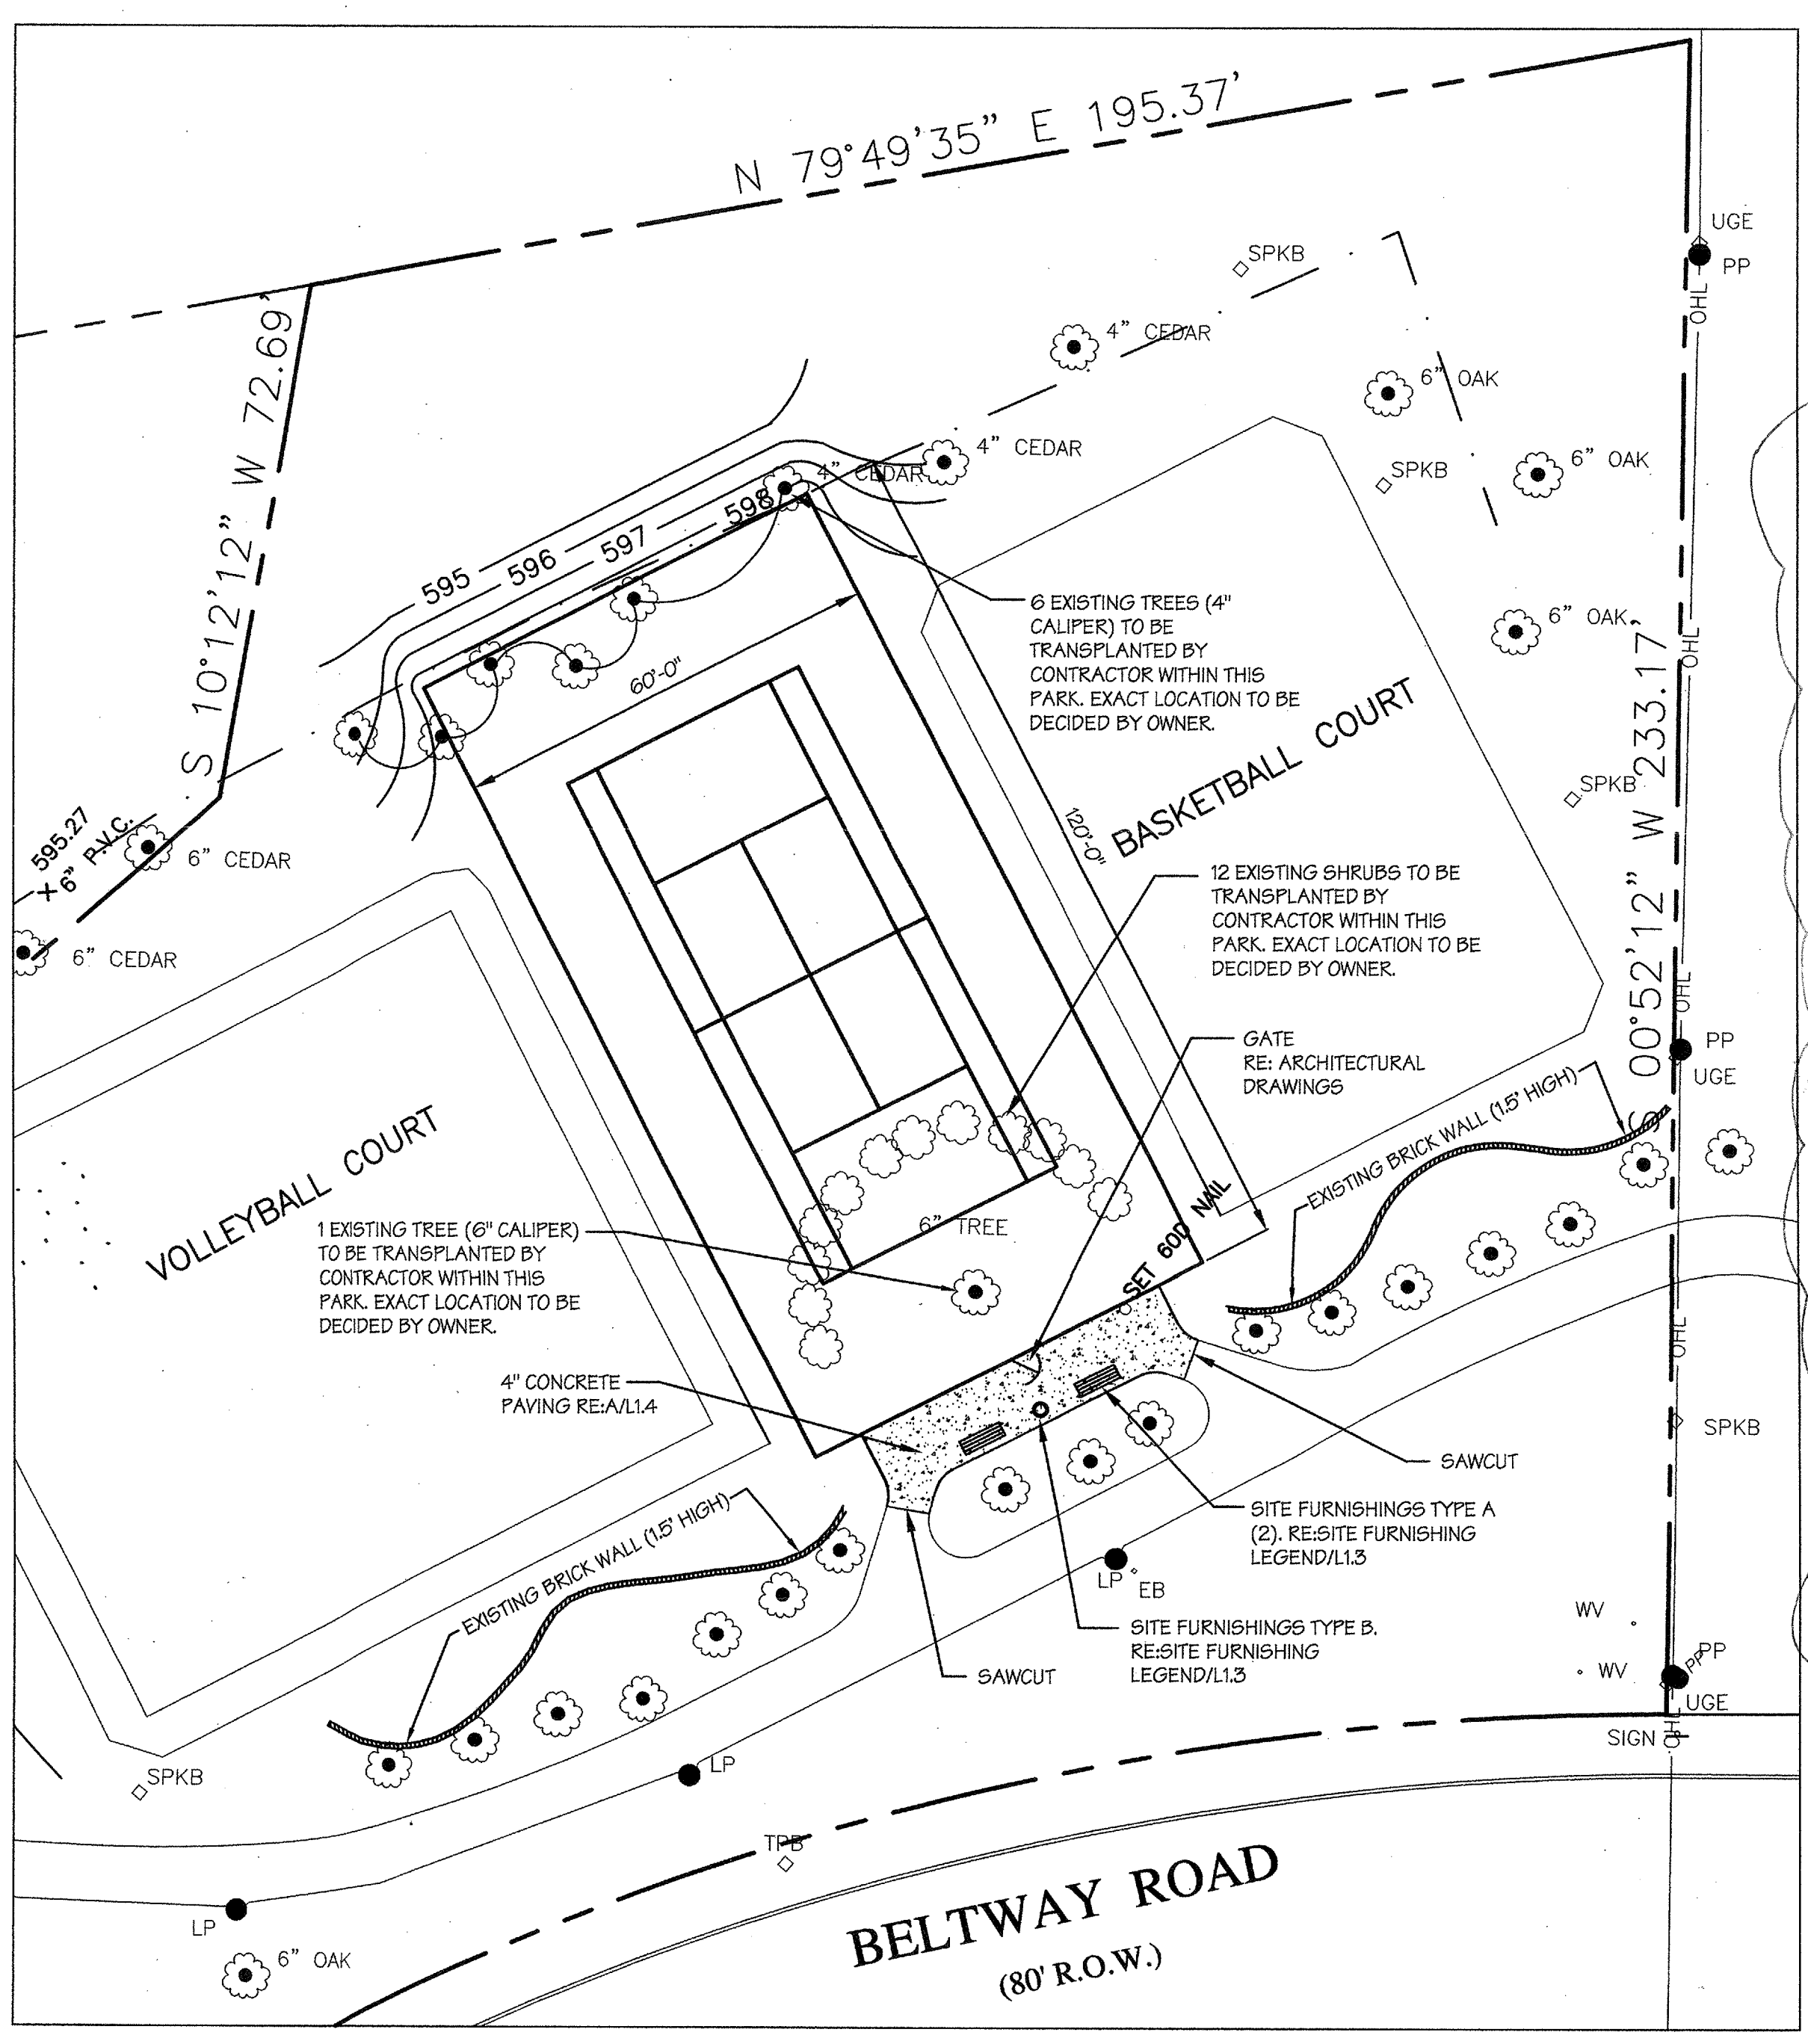 N 79°49'35" E 195.37'
UGE
PP
SPKB
OHL
S 10°12'12" W 72.69'
4" CEDAR
6" OAK
4" CEDAR
4" CEDAR
SPKB
6" OAK
598
597
596
595
6 EXISTING TREES (4"
CALIPER) TO BE
TRANSPLANTED BY
CONTRACTOR WITHIN THIS
PARK. EXACT LOCATION TO BE
DECIDED BY OWNER.
6" OAK
OHL
60'-0"
BASKETBALL COURT
S 00°52'12" W 233.17'
SPKB
120'-0"
595.27
6" P.V.C.
6" CEDAR
6" CEDAR
12 EXISTING SHRUBS TO BE
TRANSPLANTED BY
CONTRACTOR WITHIN THIS
PARK. EXACT LOCATION TO BE
DECIDED BY OWNER.
OHL
GATE
RE: ARCHITECTURAL
DRAWINGS
PP
UGE
EXISTING BRICK WALL (1.5' HIGH)
VOLLEYBALL COURT
1 EXISTING TREE (6" CALIPER)
TO BE TRANSPLANTED BY
CONTRACTOR WITHIN THIS
PARK. EXACT LOCATION TO BE
DECIDED BY OWNER.
6" TREE
SET 60D NAIL
OHL
4" CONCRETE
PAVING RE:A/L1.4
SPKB
SAWCUT
SITE FURNISHINGS TYPE A
(2). RE:SITE FURNISHING
LEGEND/L1.3
EXISTING BRICK WALL (1.5' HIGH)
LP
EB
WV
SITE FURNISHINGS TYPE B.
RE:SITE FURNISHING
LEGEND/L1.3
SAWCUT
WV
PP
PP
UGE
OHL
SIGN
SPKB
LP
TPB
LP
6" OAK
BELTWAY ROAD
(80' R.O.W.)